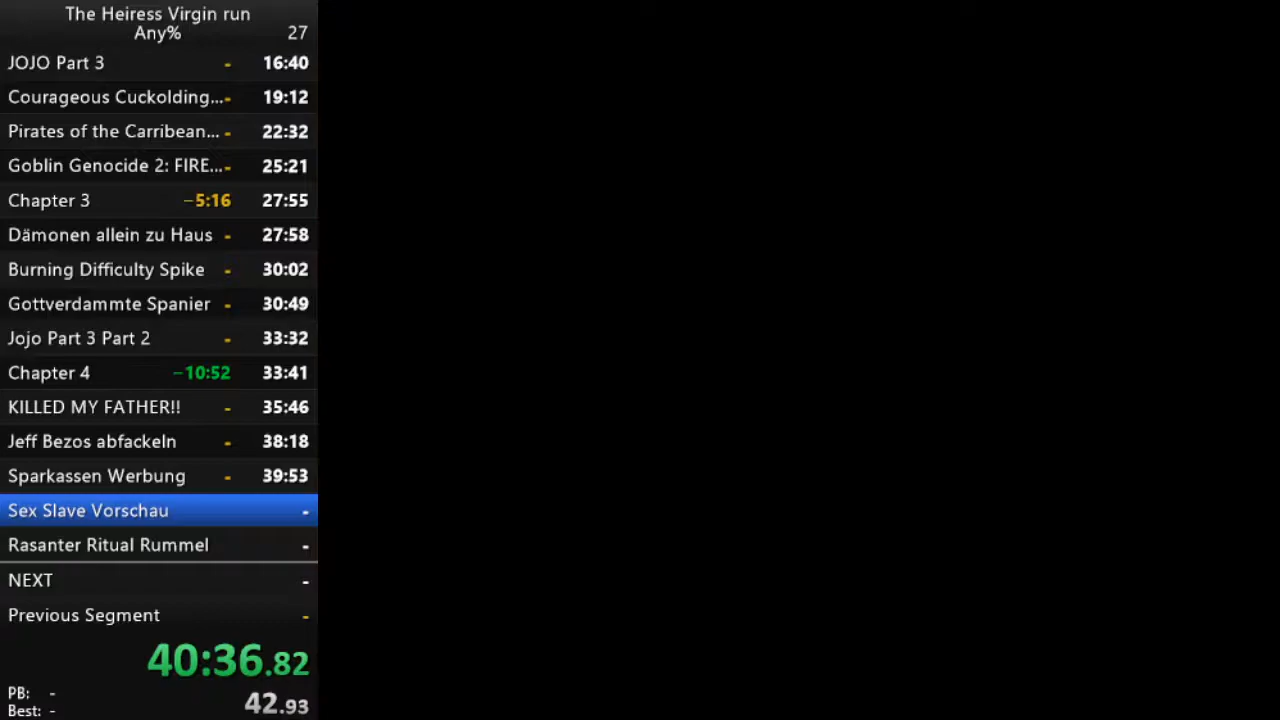 The Heiress Virgin run
Any% 27
JOJO Part 3 - 16:40
Courageous Cuckolding...- 19:12
Pirates of the Carribean...- 22:32
Goblin Genocide 2: FIRE...- 25:21
Chapter 3 −5:16 27:55
Dämonen allein zu Haus - 27:58
Burning Difficulty Spike - 30:02
Gottverdammte Spanier - 30:49
Jojo Part 3 Part 2 - 33:32
Chapter 4 −10:52 33:41
KILLED MY FATHER!! - 35:46
Jeff Bezos abfackeln - 38:18
Sparkassen Werbung - 39:53
Sex Slave Vorschau -
Rasanter Ritual Rummel -
NEXT -
Previous Segment -
40:36.82
PB: -
Best: - 42.93